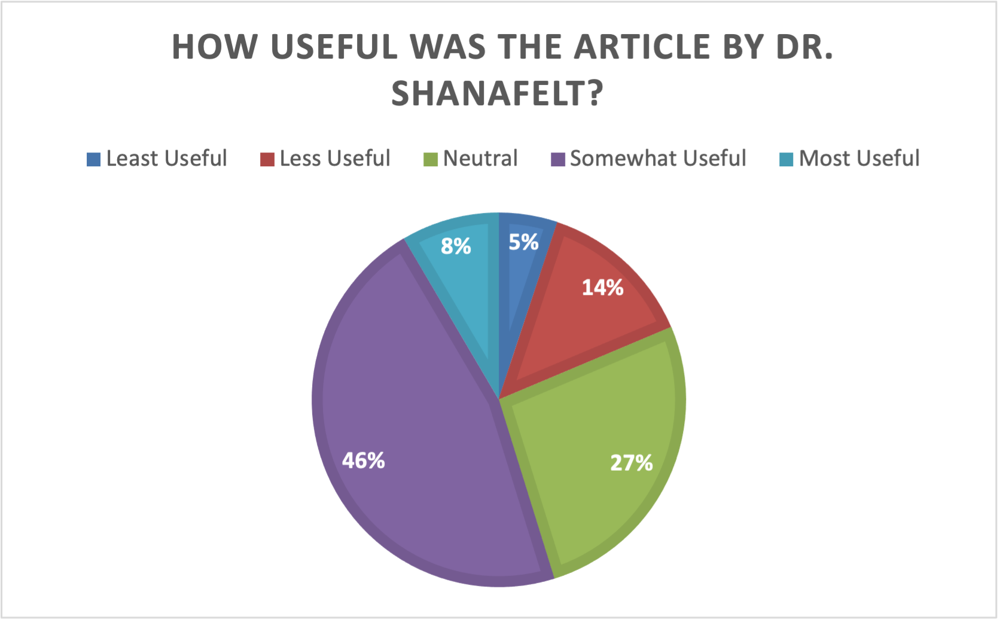 HOW USEFUL WAS THE ARTICLE BY DR.
SHANAFELT?
Least Useful Less Useful Neutral Somewhat Useful Most Useful
8%
5%
14%
46%
27%